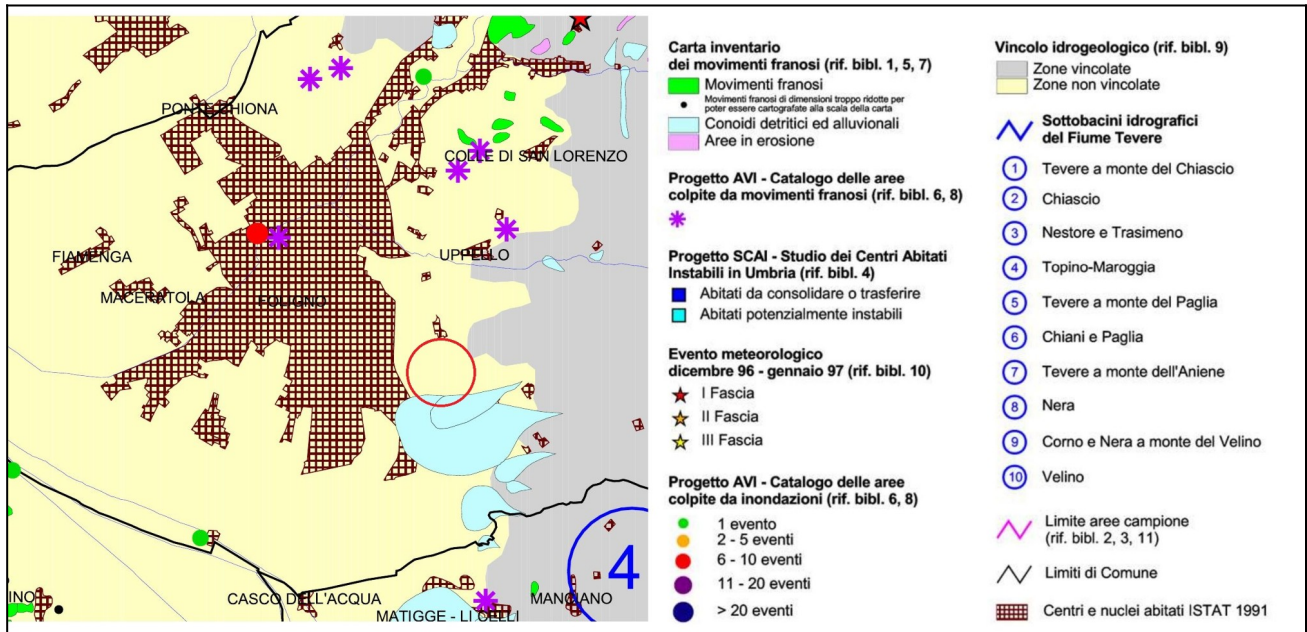 PONTE CHIONA
COLLE DI SAN LORENZO
FIAMENGA
UPPELLO
MACERATOLA
FOLIGNO
4
INO
CASCO DELL'ACQUA
MANCIANO
MATIGGE - LI CELLI
Carta inventario
dei movimenti franosi (rif. bibl. 1, 5, 7)
Movimenti franosi
Movimenti franosi di dimensioni troppo ridotte per
poter essere cartografate alla scala della carta
Conoidi detritici ed alluvionali
Aree in erosione
Progetto AVI - Catalogo delle aree
colpite da movimenti franosi (rif. bibl. 6, 8)
Progetto SCAI - Studio dei Centri Abitati
Instabili in Umbria (rif. bibl. 4)
Abitati da consolidare o trasferire
Abitati potenzialmente instabili
Evento meteorologico
dicembre 96 - gennaio 97 (rif. bibl. 10)
I Fascia
II Fascia
III Fascia
Progetto AVI - Catalogo delle aree
colpite da inondazioni (rif. bibl. 6, 8)
1 evento
2 - 5 eventi
6 - 10 eventi
11 - 20 eventi
> 20 eventi
Vincolo idrogeologico (rif. bibl. 9)
Zone vincolate
Zone non vincolate
Sottobacini idrografici
del Fiume Tevere
1 Tevere a monte del Chiascio
2 Chiascio
3 Nestore e Trasimeno
4 Topino-Maroggia
5 Tevere a monte del Paglia
6 Chiani e Paglia
7 Tevere a monte dell'Aniene
8 Nera
9 Corno e Nera a monte del Velino
10 Velino
Limite aree campione
(rif. bibl. 2, 3, 11)
Limiti di Comune
Centri e nuclei abitati ISTAT 1991